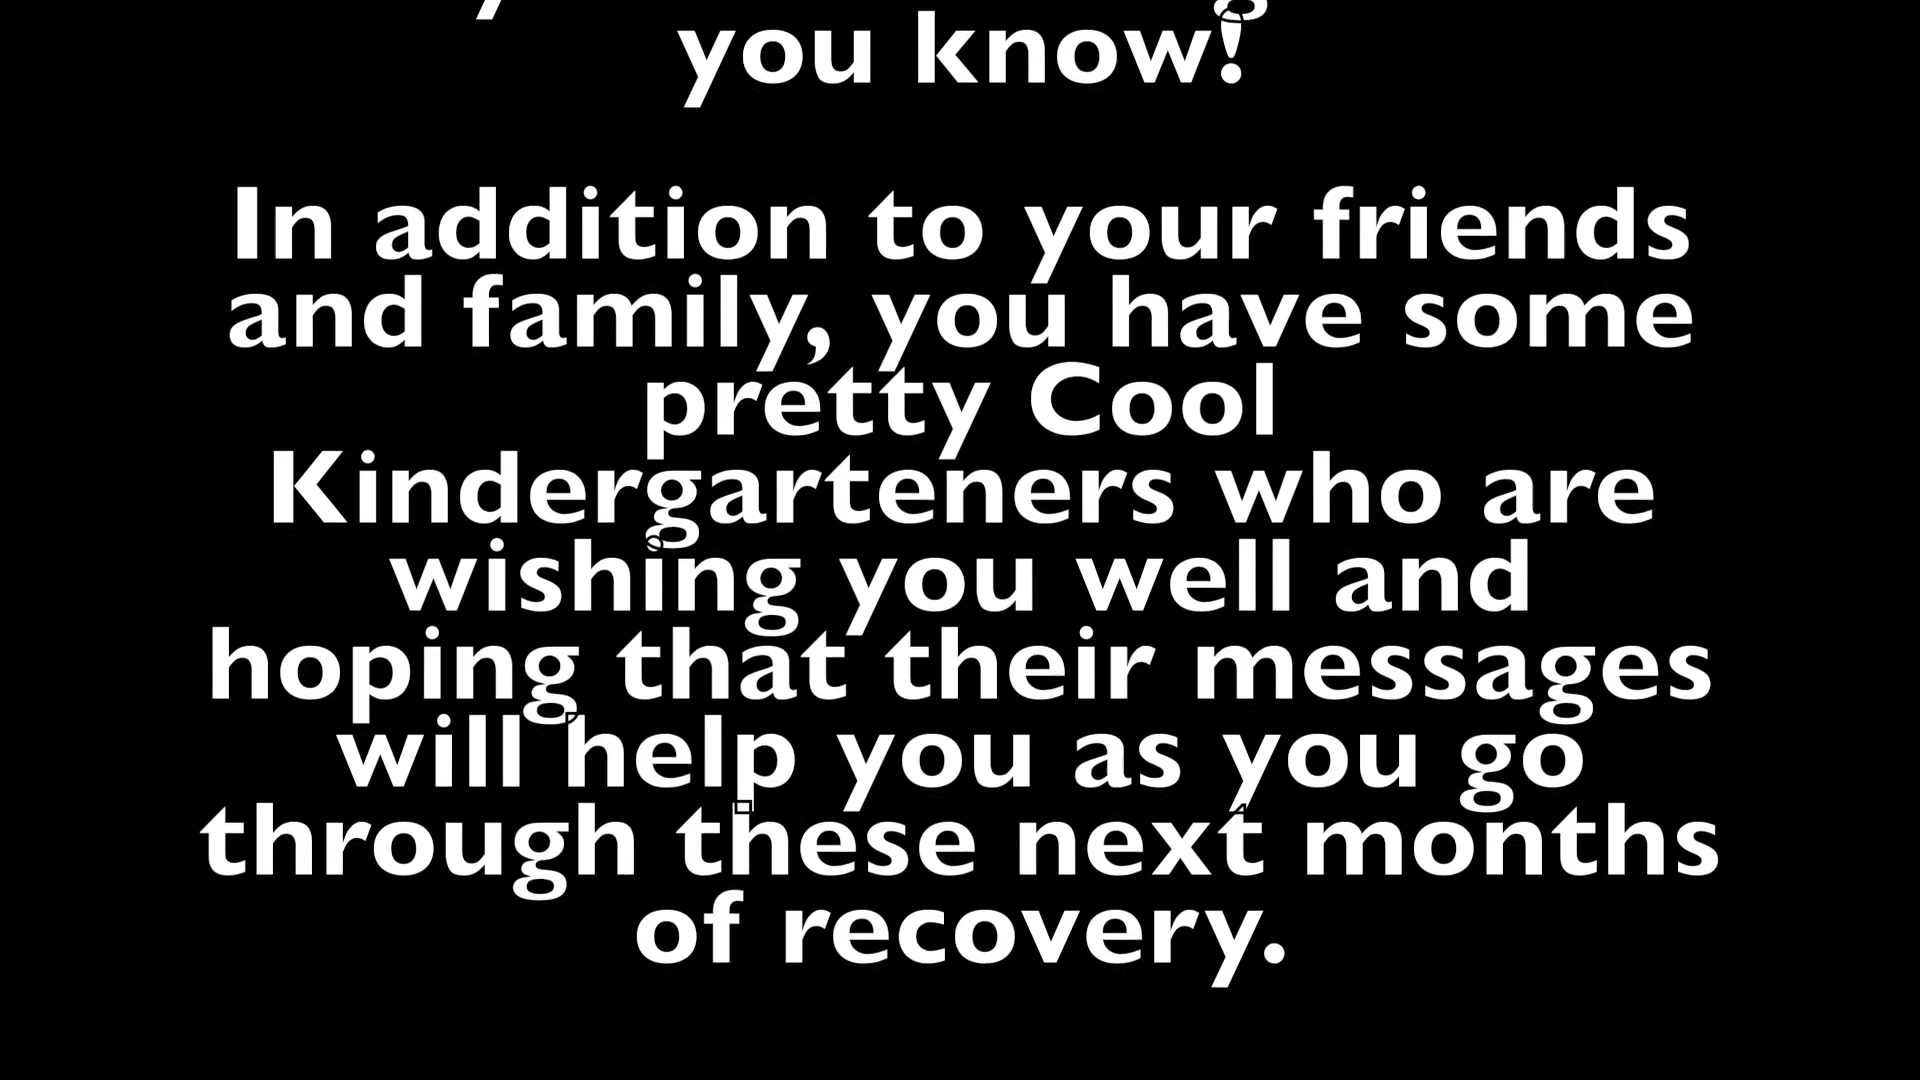 you know!
In addition to your friends
and family, you have some
pretty Cool
Kindergarteners who are
wishing you well and
hoping that their messages
will help you as you go
through these next months
of recovery.